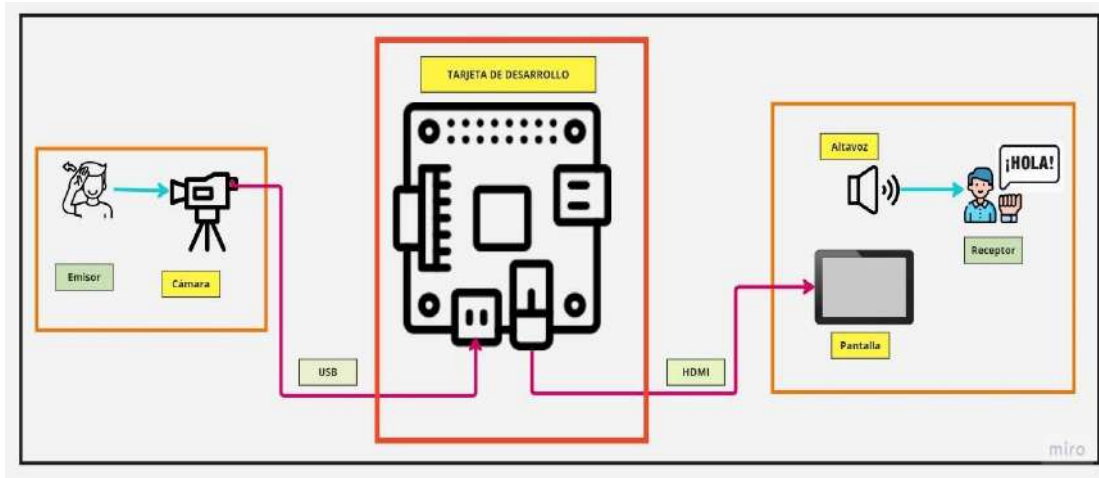 TARJETA DE DESARROLLO
Altavoz
¡HOLA!
Emisor
Cámara
Receptor
Pantalla
USB
HDMI
miro